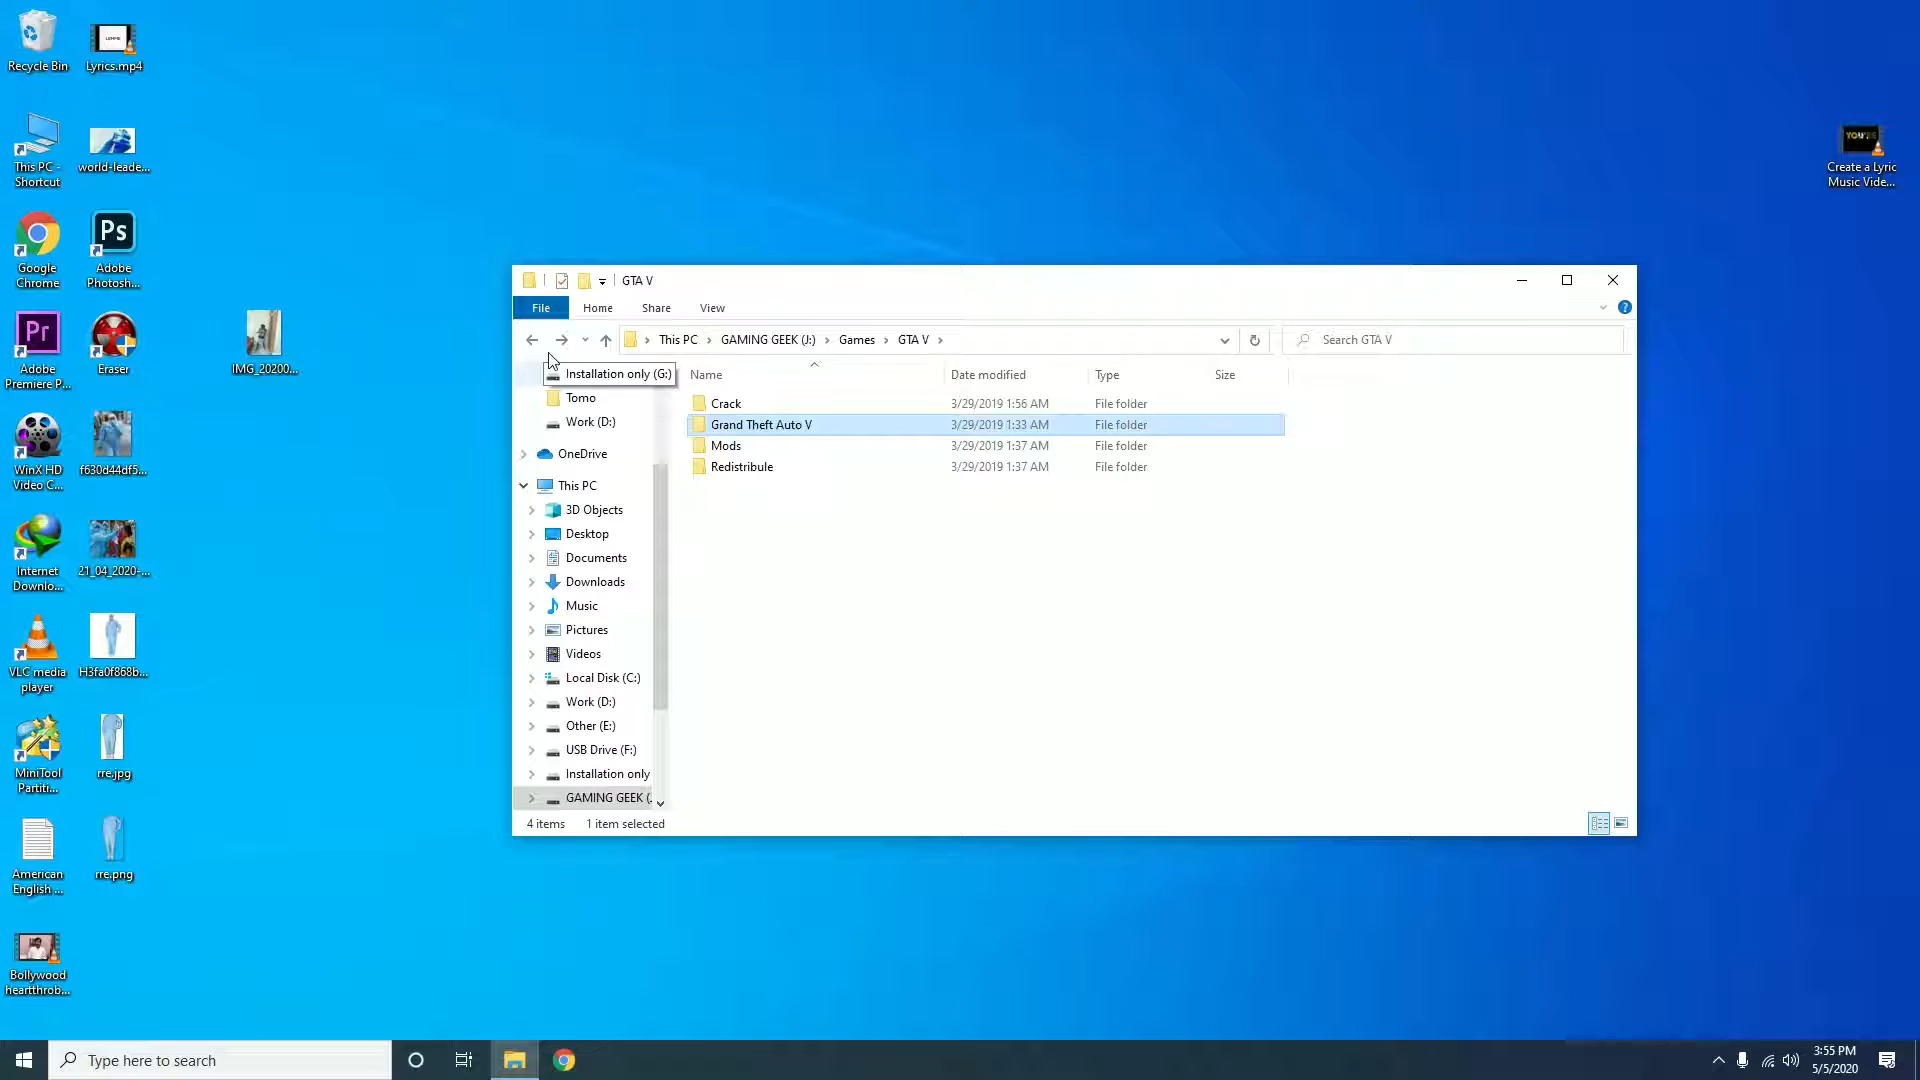 Recycle Bin
Lyrics.mp4
This PC -
Shortcut
world-leade...
Google
Chrome
Ps
Adobe
Photosh...
Pr
Adobe
Premiere P...
Eraser
WinX HD
Video C...
f630d44df5...
Internet
Downlo...
21_04_2020-...
VLC media
player
H3fa0f868b...
MiniTool
Partiti...
rre.jpg
American
English ...
rre.png
Bollywood
heartthrob...
IMG_20200...
YOU'RE
Create a Lyric
Music Vide...
GTA V
File
Home
Share
View
This PC
GAMING GEEK (J:)
Games
GTA V
Search GTA V
Installation only (G:)
Tomo
Work (D:)
OneDrive
This PC
3D Objects
Desktop
Documents
Downloads
Music
Pictures
Videos
Local Disk (C:)
Work (D:)
Other (E:)
USB Drive (F:)
Installation only
GAMING GEEK (J
Name Date modified Type Size
Crack 3/29/2019 1:56 AM File folder
Grand Theft Auto V 3/29/2019 1:33 AM File folder
Mods 3/29/2019 1:37 AM File folder
Redistribule 3/29/2019 1:37 AM File folder
4 items 1 item selected
Type here to search
3:55 PM
5/5/2020